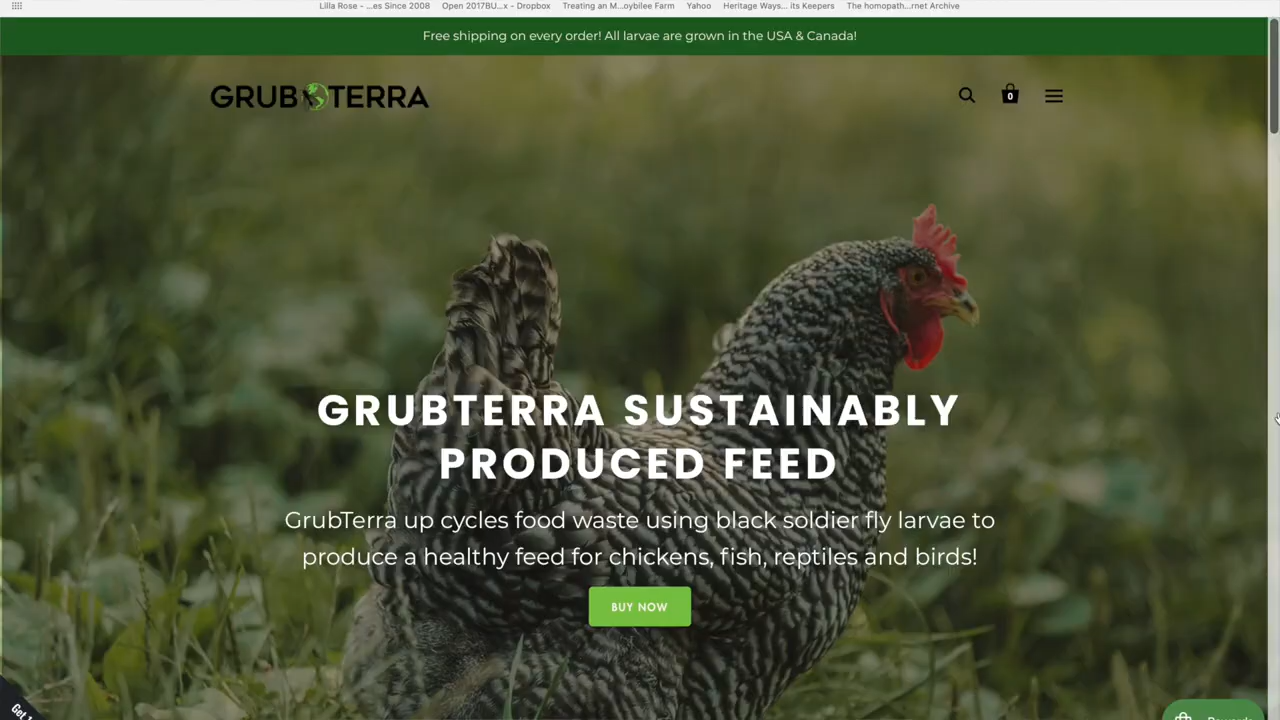 Lilla Rose - ...es Since 2008 Open 2017BU...x - Dropbox Treating an M...oybilee Farm Yahoo Heritage Ways... its Keepers The homopath...rnet Archive
Free shipping on every order! All larvae are grown in the USA & Canada!
GRUBTERRA
0
GRUBTERRA SUSTAINABLY
PRODUCED FEED
GrubTerra up cycles food waste using black soldier fly larvae to
produce a healthy feed for chickens, fish, reptiles and birds!
BUY NOW
Get